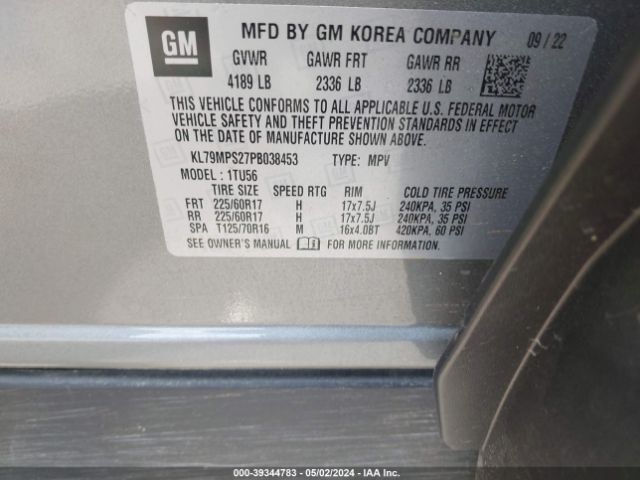 GM
MFD BY GM KOREA COMPANY 09 / 22
GVWR GAWR FRT GAWR RR
4189 LB 2336 LB 2336 LB
THIS VEHICLE CONFORMS TO ALL APPLICABLE U.S. FEDERAL MOTOR
VEHICLE SAFETY AND THEFT PREVENTION STANDARDS IN EFFECT
ON THE DATE OF MANUFACTURE SHOWN ABOVE.
KL79MPS27PB038453 TYPE: MPV
MODEL : 1TU56
TIRE SIZE SPEED RTG RIM COLD TIRE PRESSURE
FRT 225/60R17 H 17x7.5J 240KPA, 35 PSI
RR 225/60R17 H 17x7.5J 240KPA, 35 PSI
SPA T125/70R16 M 16x4.0BT 420KPA, 60 PSI
SEE OWNER'S MANUAL FOR MORE INFORMATION.
000-39344783 - 05/02/2024 - IAA Inc.